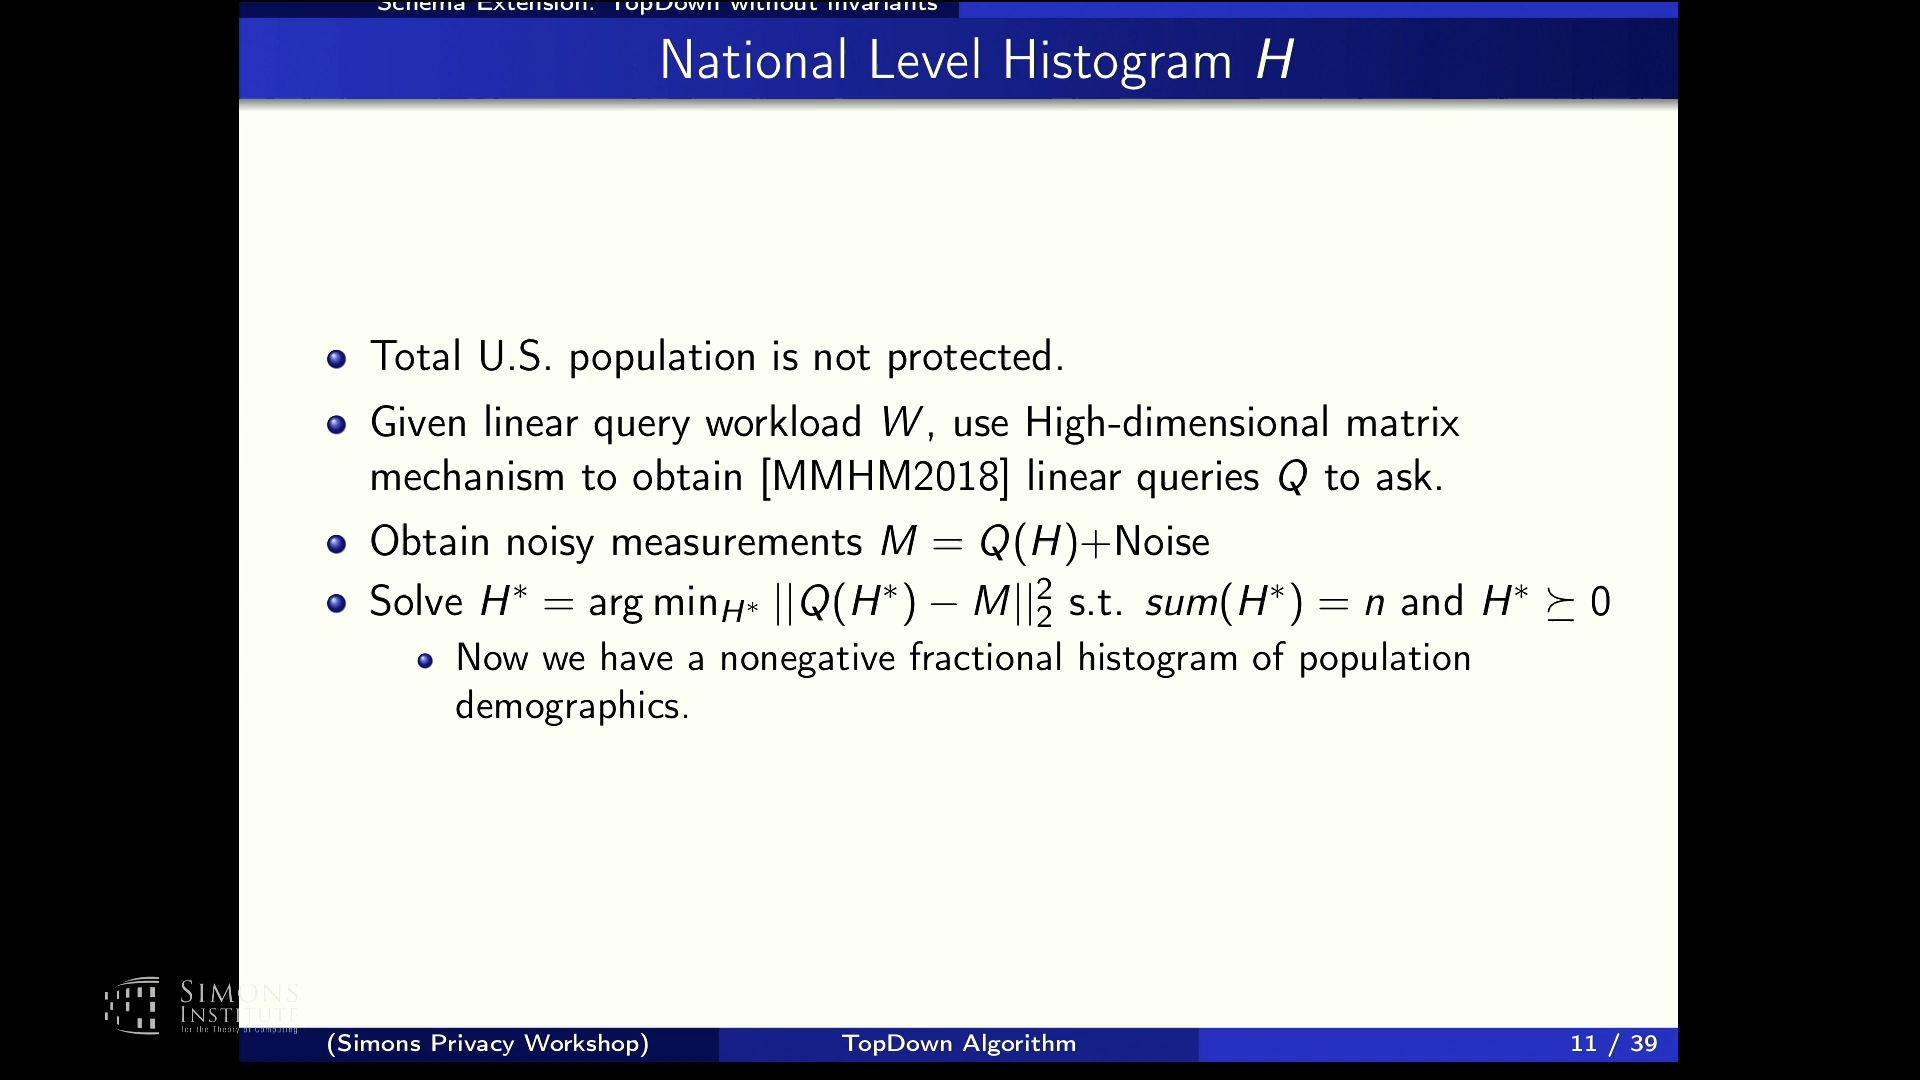 Schema Extension: TopDown without Invariants
National Level Histogram H
Total U.S. population is not protected.
Given linear query workload W, use High-dimensional matrix
mechanism to obtain [MMHM2018] linear queries Q to ask.
Obtain noisy measurements M = Q(H)+Noise
Solve H* = arg min_{H*} ||Q(H*) − M||₂² s.t. sum(H*) = n and H* ⪰ 0
Now we have a nonegative fractional histogram of population
demographics.
SIMONS
INSTITUTE
for the Theory of Computing
(Simons Privacy Workshop)
TopDown Algorithm
11 / 39